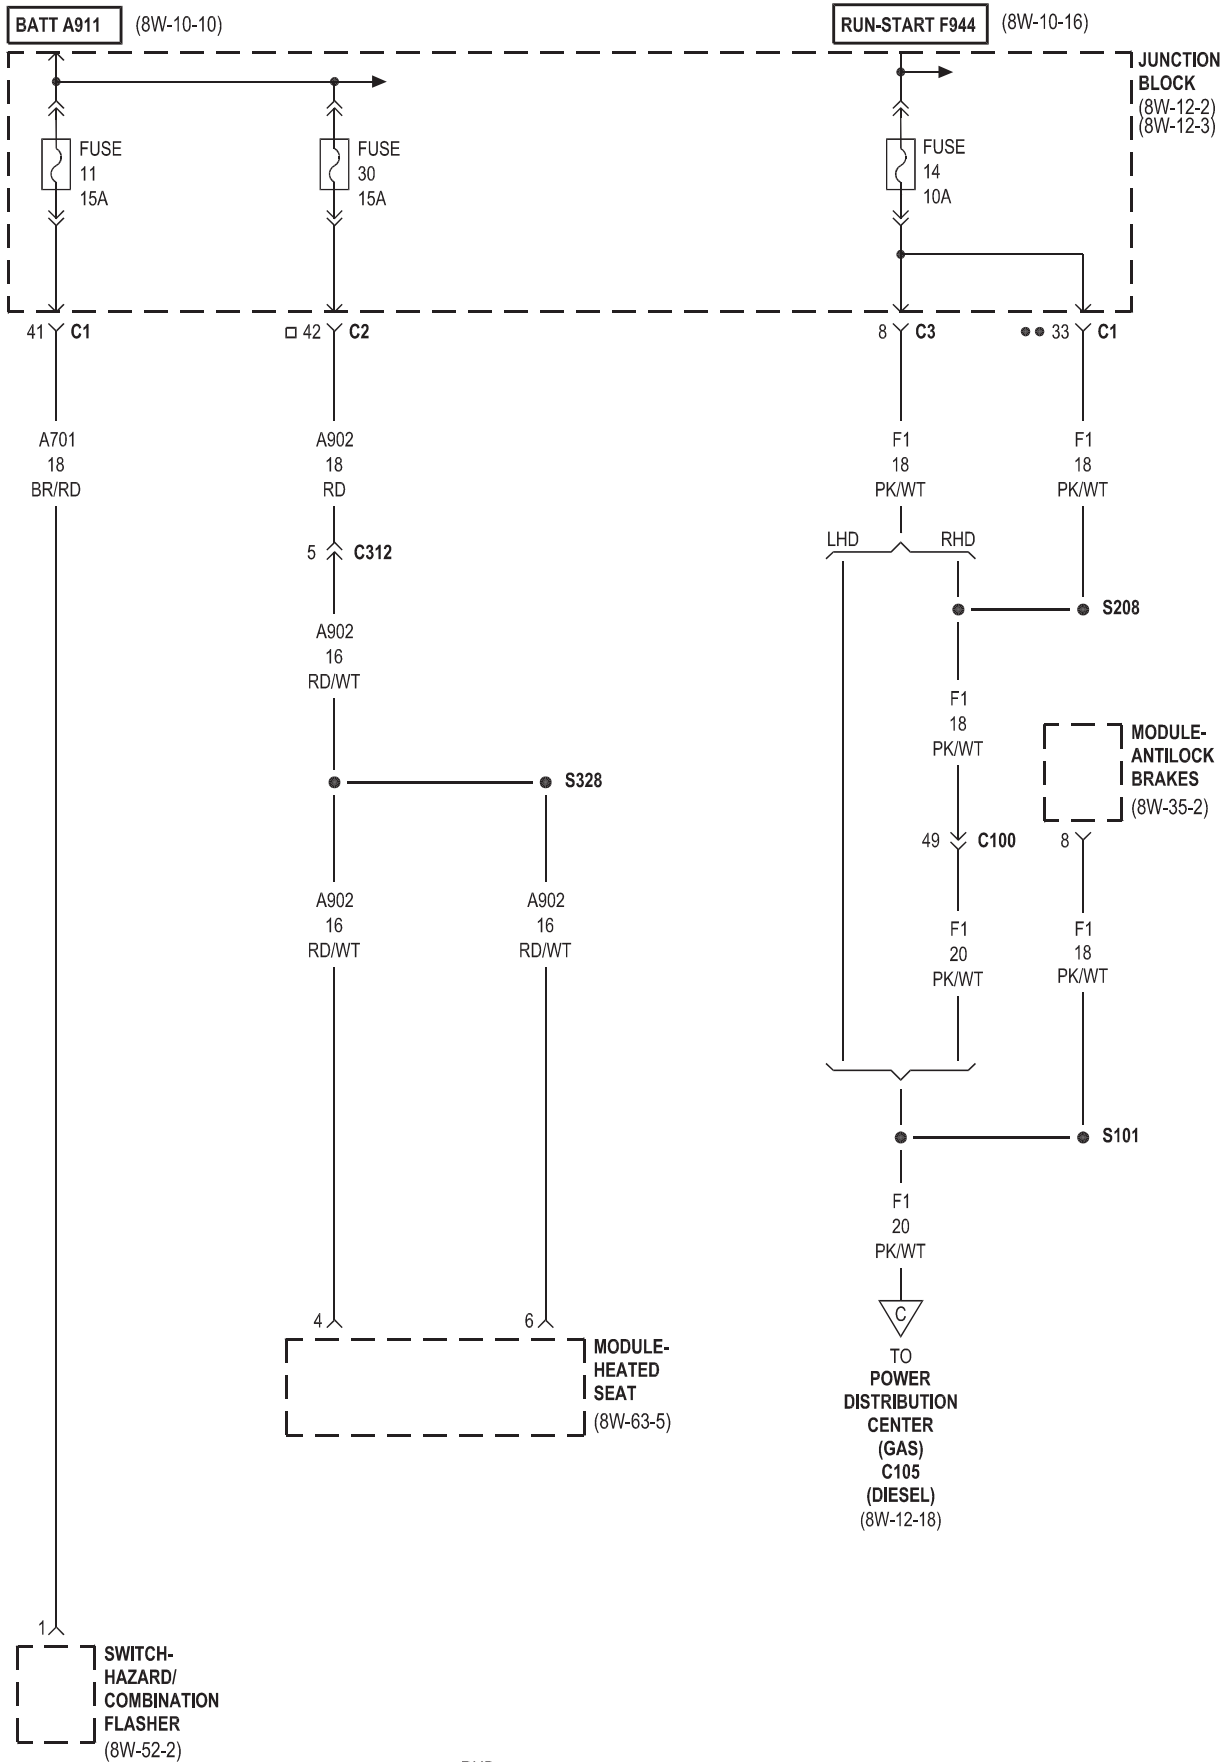 BATT A911 (8W-10-10)
RUN-START F944 (8W-10-16)
JUNCTION
BLOCK
(8W-12-2)
(8W-12-3)
FUSE
11
15A
FUSE
30
15A
FUSE
14
10A
41 C1
42 C2
8 C3
33 C1
A701
18
BR/RD
A902
18
RD
F1
18
PK/WT
F1
18
PK/WT
5 C312
LHD RHD
S208
A902
16
RD/WT
F1
18
PK/WT
MODULE-
ANTILOCK
BRAKES
(8W-35-2)
S328
49 C100
8
A902
16
RD/WT
A902
16
RD/WT
F1
20
PK/WT
F1
18
PK/WT
S101
F1
20
PK/WT
C
TO
POWER
DISTRIBUTION
CENTER
(GAS)
C105
(DIESEL)
(8W-12-18)
4
6
MODULE-
HEATED
SEAT
(8W-63-5)
1
SWITCH-
HAZARD/
COMBINATION
FLASHER
(8W-52-2)